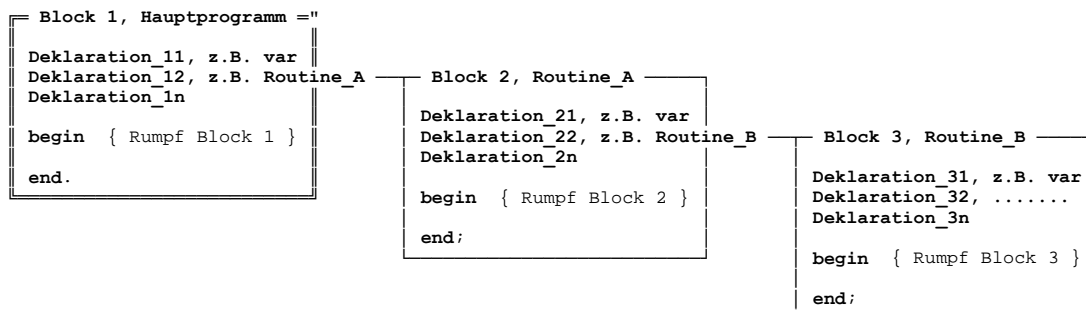 Block 1, Hauptprogramm ="
Deklaration_11, z.B. var
Deklaration_12, z.B. Routine_A
Deklaration_1n
begin { Rumpf Block 1 }
end.
Block 2, Routine_A
Deklaration_21, z.B. var
Deklaration_22, z.B. Routine_B
Deklaration_2n
begin { Rumpf Block 2 }
end;
Block 3, Routine_B
Deklaration_31, z.B. var
Deklaration_32, .......
Deklaration_3n
begin { Rumpf Block 3 }
end;